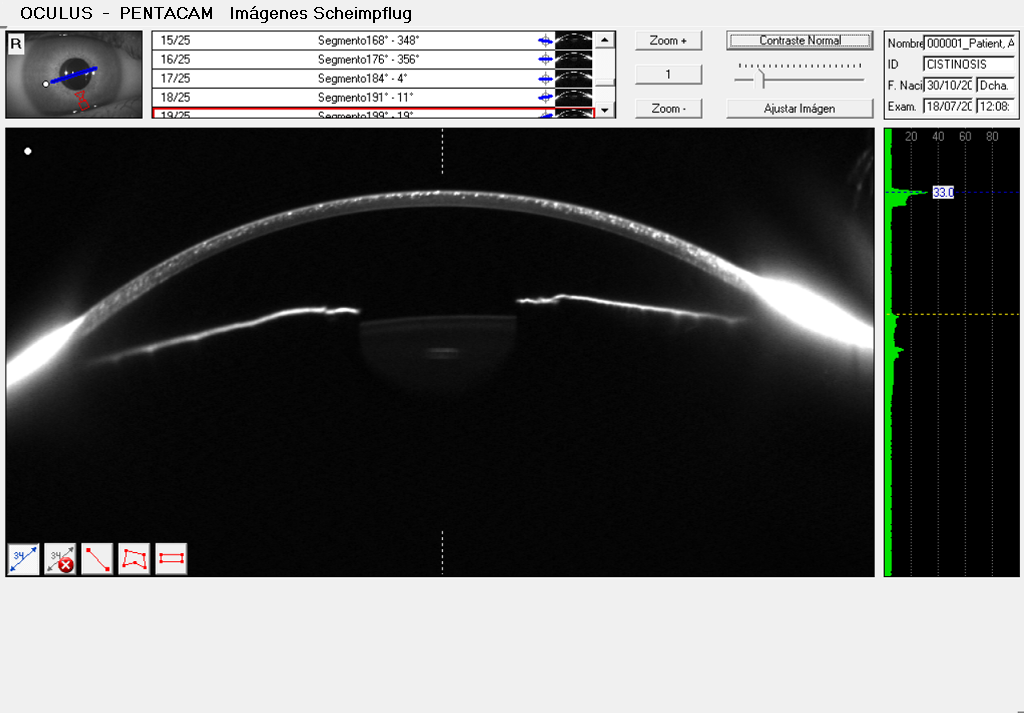 OCULUS - PENTACAM Imágenes Scheimpflug
R
15/25 Segmento168° - 348°
16/25 Segmento176° - 356°
17/25 Segmento184° - 4°
18/25 Segmento191° - 11°
19/25 Segmento199° - 19°
Zoom +
1
Zoom -
Contraste Normal
Ajustar Imágen
Nombre 000001_Patient, A
ID CISTINOSIS
F. Naci 30/10/20 Dcha.
Exam. 18/07/20 12:08:
20 40 60 80
33.0
34 34